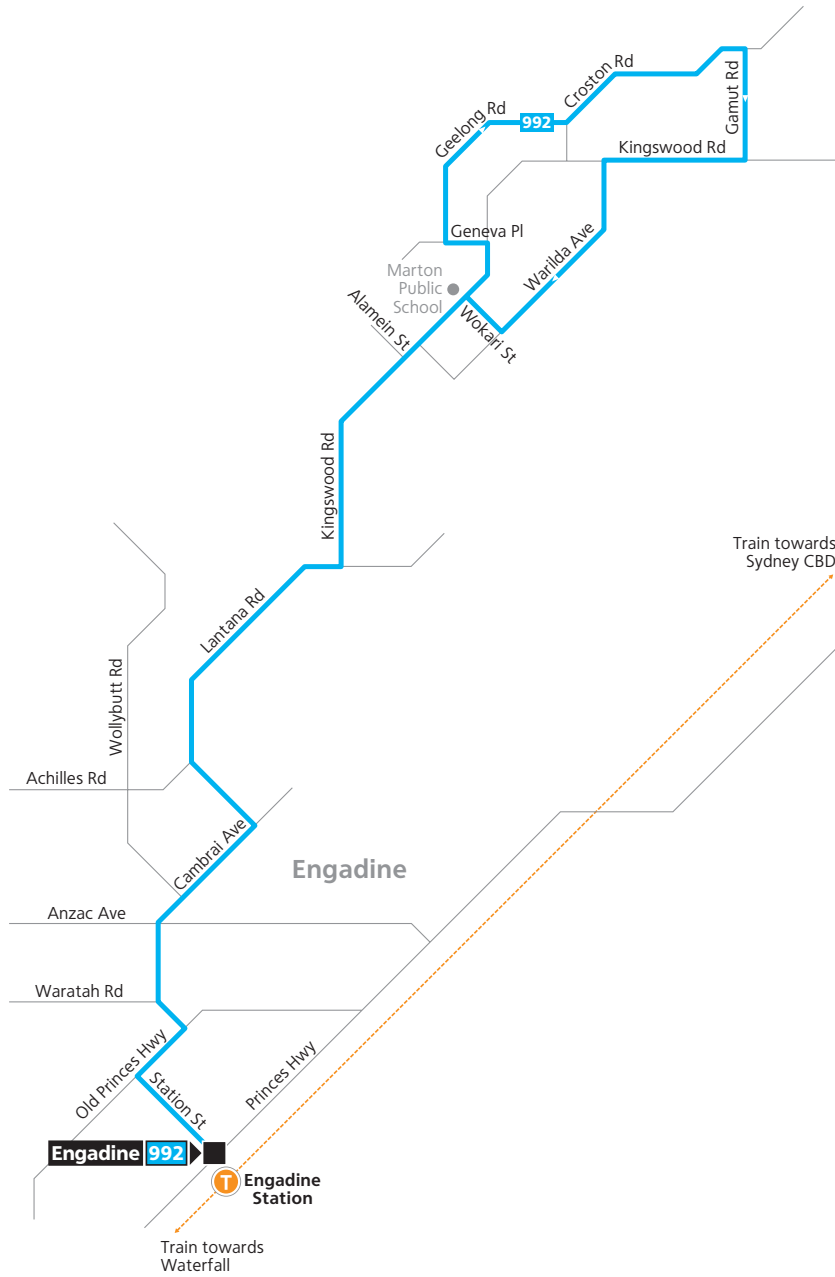 Croston Rd
Gamut Rd
Geelong Rd
992
Kingswood Rd
Geneva Pl
Warilda Ave
Marton
Public
School
Alamein St
Wokari St
Kingswood Rd
Train towards
Sydney CBD
Lantana Rd
Wollybutt Rd
Achilles Rd
Cambrai Ave
Engadine
Anzac Ave
Waratah Rd
Old Princes Hwy
Station St
Princes Hwy
Engadine 992
T Engadine
Station
Train towards
Waterfall